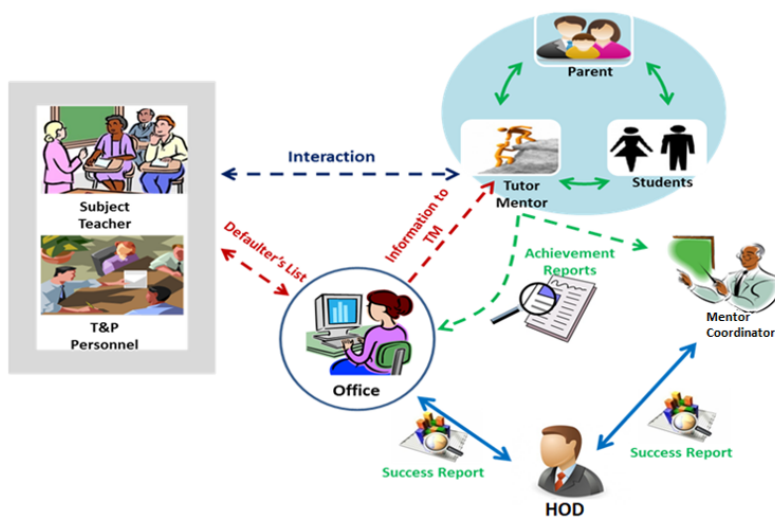 Parent
Interaction
Tutor
Mentor
Students
Subject
Teacher
Defaulter's List
Information to
TM
T&P
Personnel
Achievement
Reports
Mentor
Coordinator
Office
Success Report
Success Report
HOD